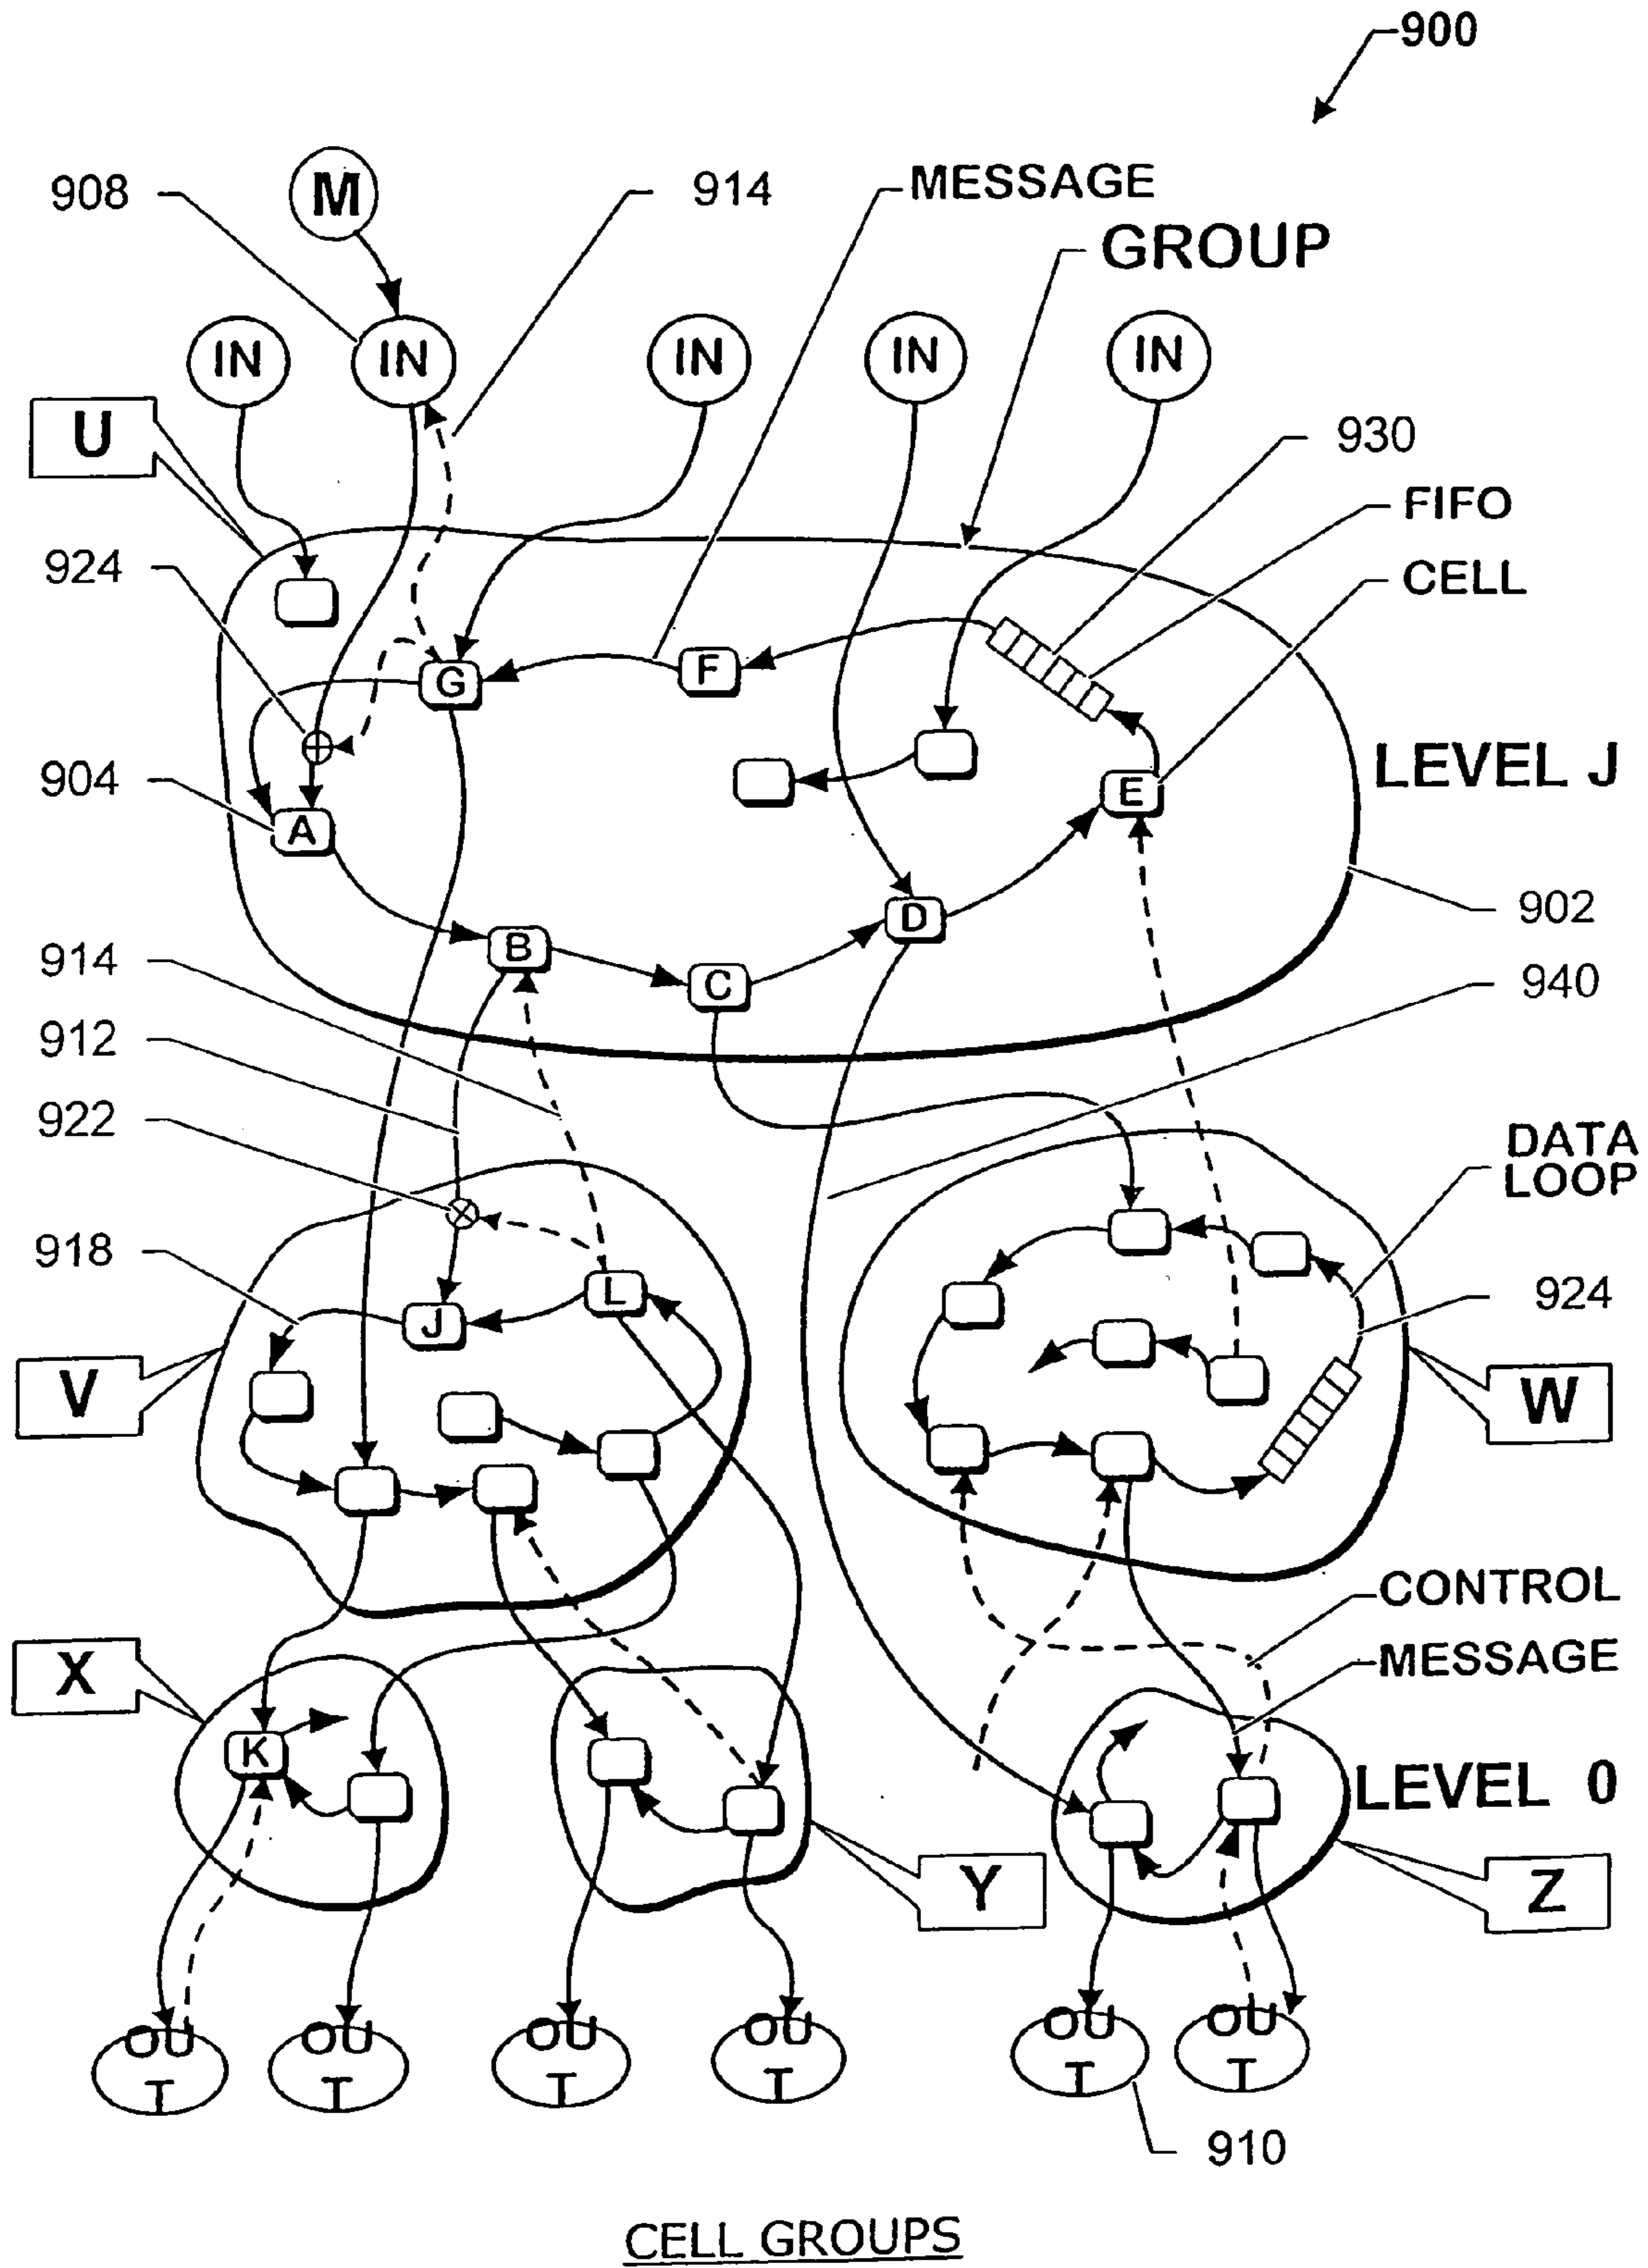 900
908
M
914
MESSAGE
GROUP
IN
IN
IN
IN
IN
U
930
FIFO
924
CELL
G
F
LEVEL J
904
E
A
902
D
B
914
C
940
912
922
DATA
LOOP
918
L
924
J
V
W
CONTROL
X
MESSAGE
K
LEVEL 0
Y
Z
OU
T
OU
T
OU
T
OU
T
OU
T
OU
T
910
CELL GROUPS